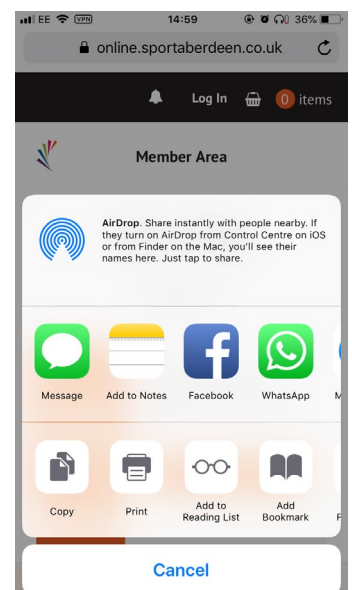 EE VPN 14:59 36%
online.sportaberdeen.co.uk
Log In 0 items
Member Area
AirDrop. Share instantly with people nearby. If
they turn on AirDrop from Control Centre on iOS
or from Finder on the Mac, you'll see their
names here. Just tap to share.
Message Add to Notes Facebook WhatsApp M
Copy Print Add to Reading List Add Bookmark F
Cancel